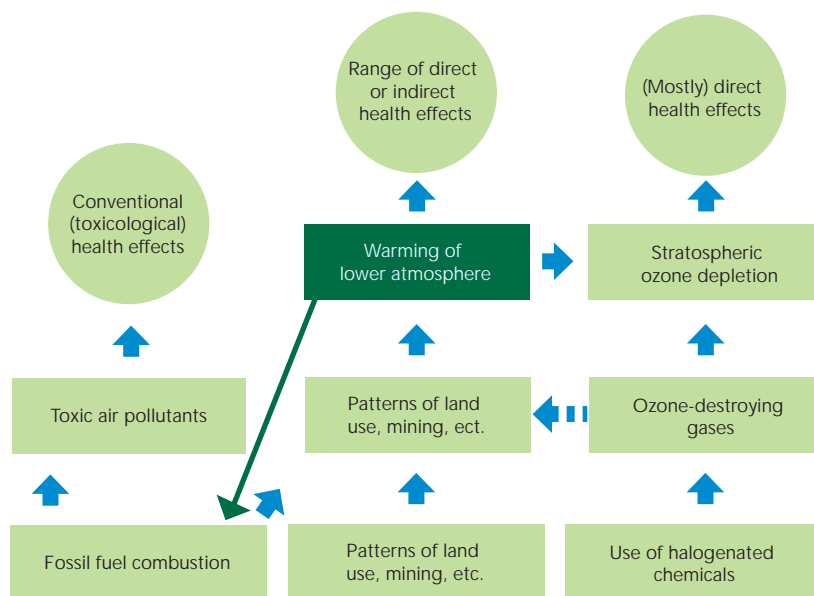 Range of direct
or indirect
health effects
(Mostly) direct
health effects
Conventional
(toxicological)
health effects
Warming of
lower atmosphere
Stratospheric
ozone depletion
Toxic air pollutants
Patterns of land
use, mining, ect.
Ozone-destroying
gases
Fossil fuel combustion
Patterns of land
use, mining, etc.
Use of halogenated
chemicals